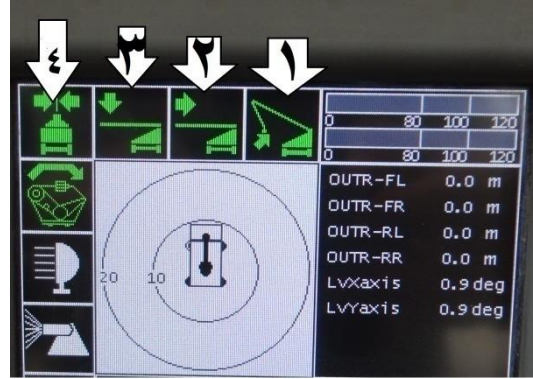 ٤ ٣ ٢ ١
0 80 100 120
0 80 100 120
OUTR-FL 0.0 m
OUTR-FR 0.0 m
OUTR-RL 0.0 m
OUTR-RR 0.0 m
LvXaxis 0.9 deg
LvYaxis 0.9 deg
20 10